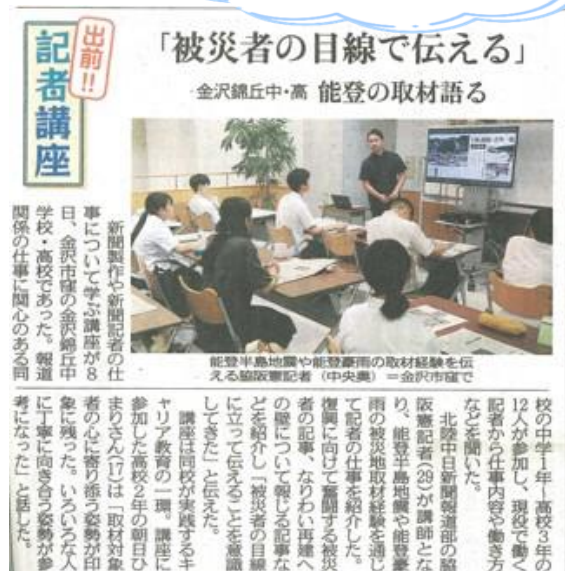 出前!!
記者講座
「被災者の目線で伝える」
金沢錦丘中・高 能登の取材語る
能登半島地震や能登豪雨の取材経験を伝
える脇阪憲記者（中央奥）＝金沢市窪で
新聞製作や新聞記者の仕
事について学ぶ講座が８
日、金沢市窪の金沢錦丘中
学校・高校であった。報道
関係の仕事に関心のある同
校の中学１年～高校３年の
12人が参加し、現役で働く
記者から仕事内容や働き方
などを聞いた。
北陸中日新聞報道部の脇
阪憲記者(29)が講師とな
り、能登半島地震や能登豪
雨の被災地取材経験を通じ
て記者の仕事を紹介した。
復興に向けて奮闘する被災
者の記事、なりわい再建へ
の壁について報じる記事な
どを紹介し「被災者の目線
に立って伝えることを意識
してきた」と伝えた。
講座は同校が実践するキ
ャリア教育の一環。講座に
参加した高校２年の朝日ひ
まりさん(17)は「取材対象
者の心に寄り添う姿勢が印
象に残った。いろいろな人
に丁寧に向き合う姿勢が参
考になった」と話した。